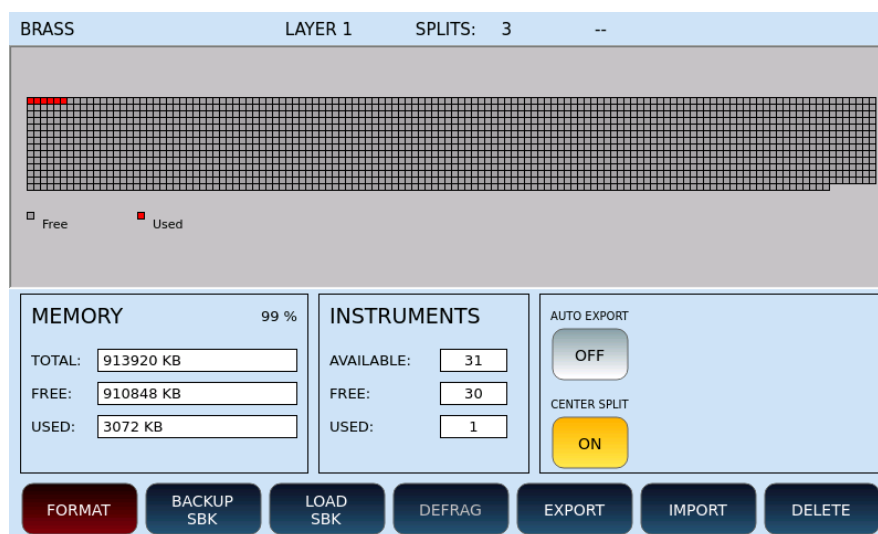 BRASS LAYER 1 SPLITS: 3 --
Free Used
MEMORY 99 %
TOTAL: 913920 KB
FREE: 910848 KB
USED: 3072 KB
INSTRUMENTS
AVAILABLE: 31
FREE: 30
USED: 1
AUTO EXPORT
OFF
CENTER SPLIT
ON
FORMAT
BACKUP
SBK
LOAD
SBK
DEFRAG
EXPORT
IMPORT
DELETE